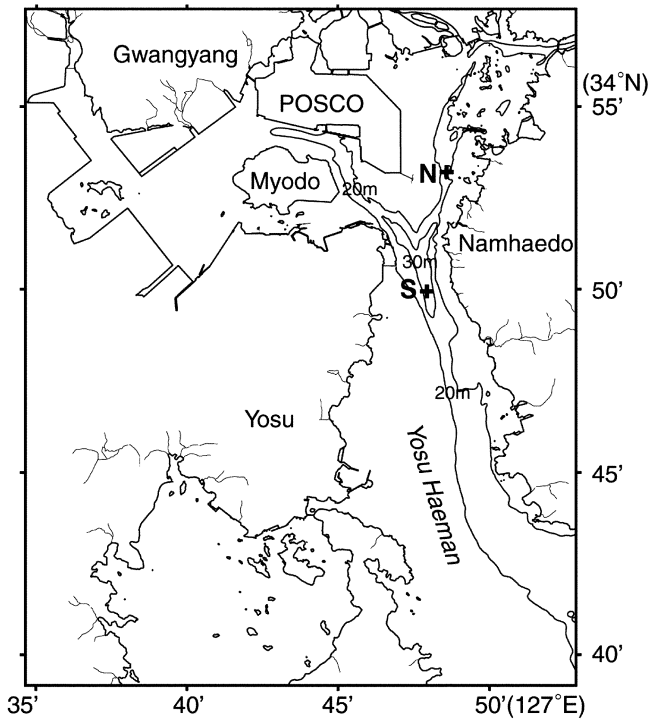 Gwangyang
(34°N)
55'
POSCO
N
Myodo
20m
Namhaedo
30m
S
50'
20m
Yosu
Yosu Haeman
45'
40'
35'
40'
45'
50'(127°E)